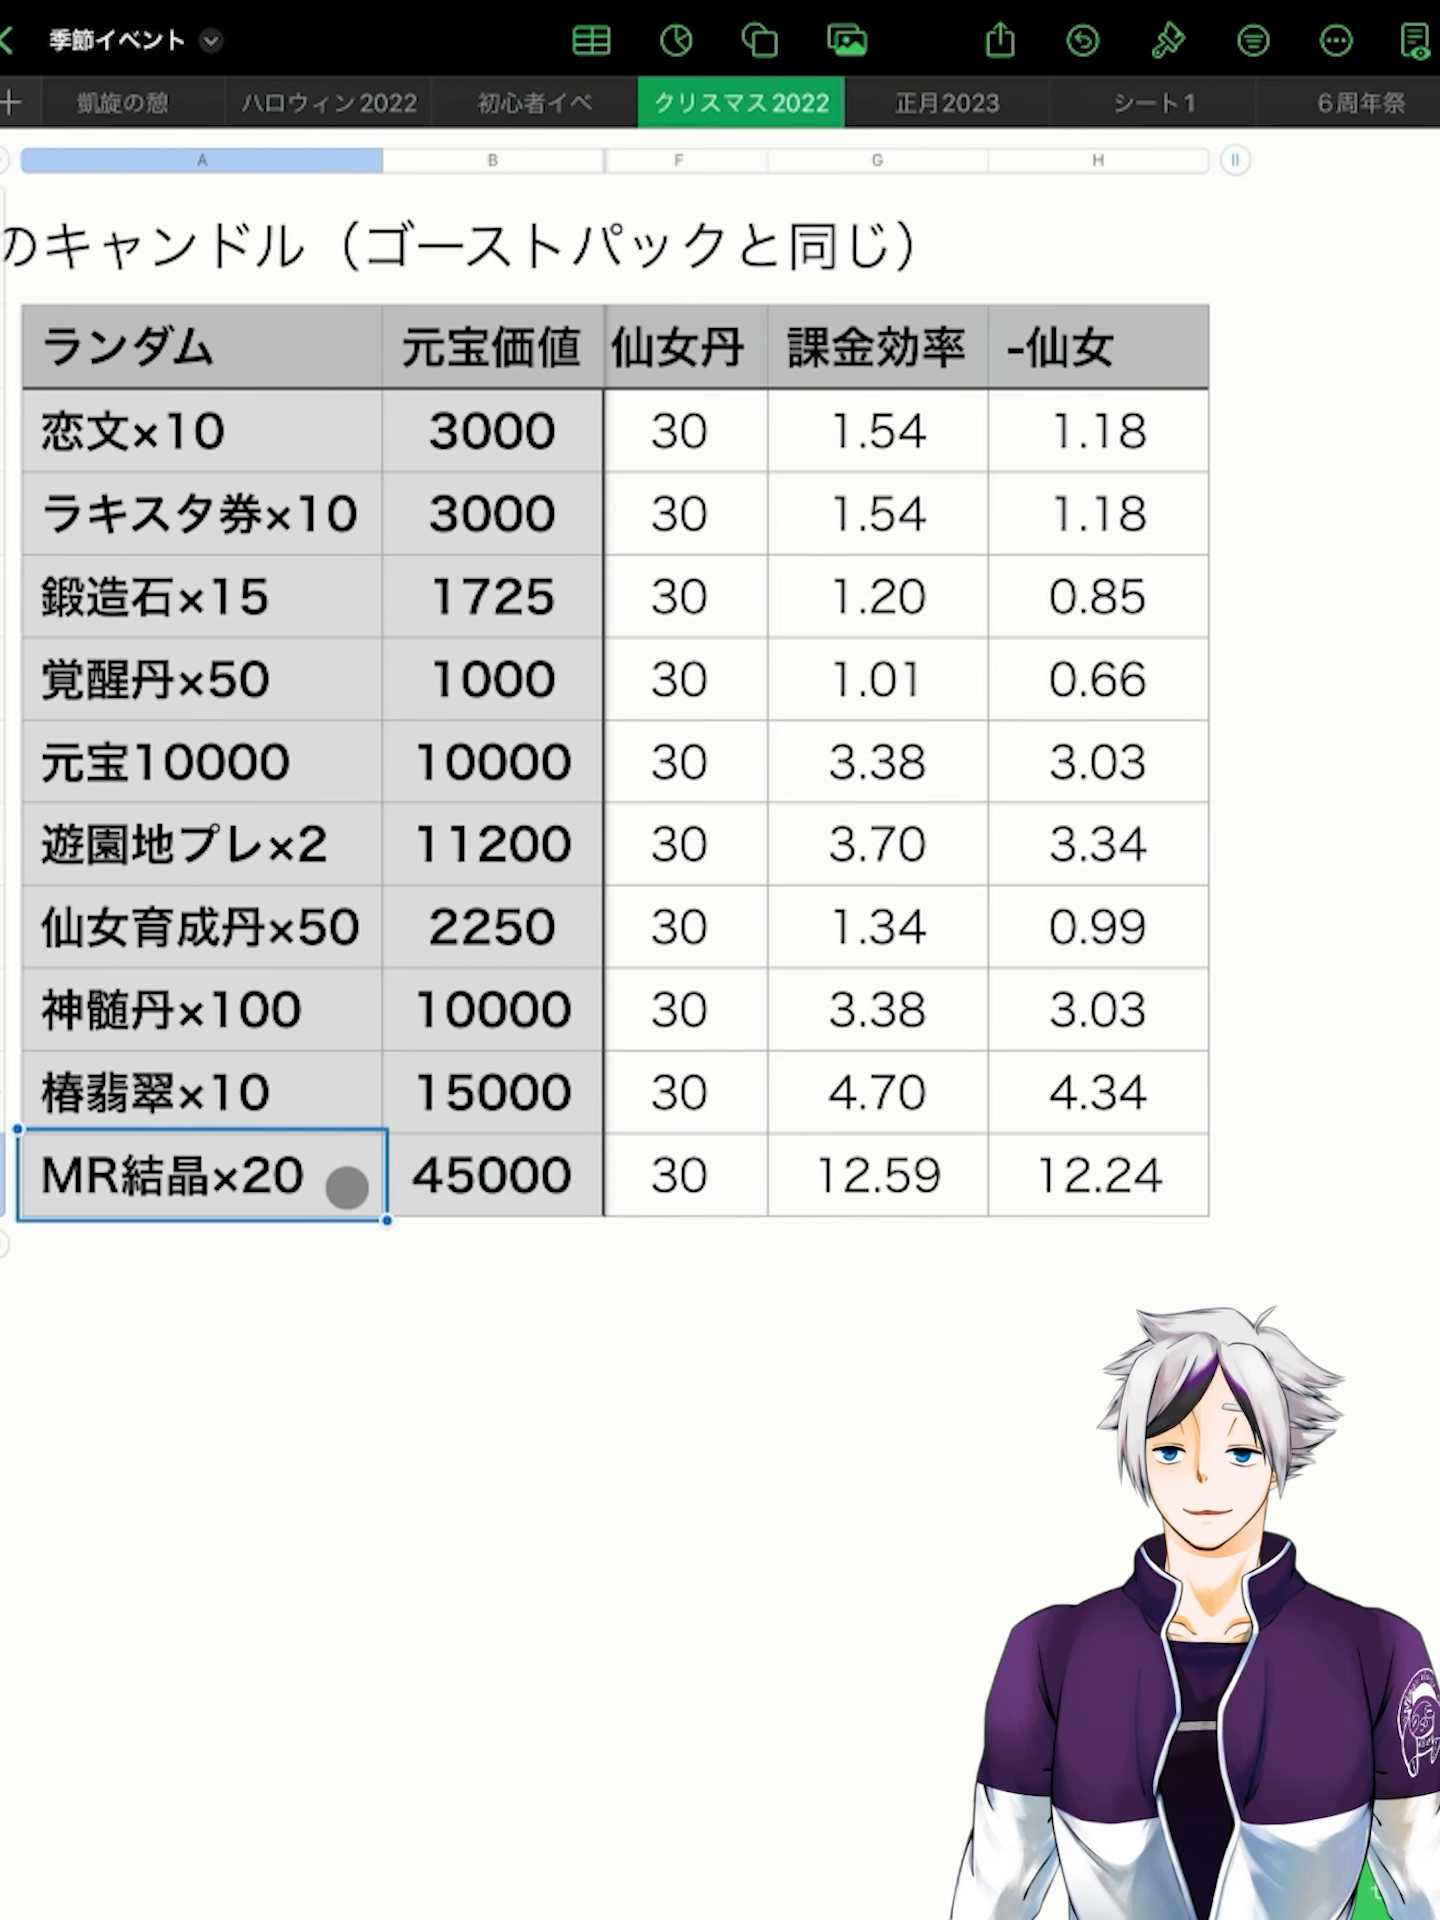 季節イベント
凱旋の憩 ハロウィン2022 初心者イベ クリスマス2022 正月2023 シート1 6周年祭
A B F G H
のキャンドル（ゴーストパックと同じ）
ランダム 元宝価値 仙女丹 課金効率 -仙女
恋文×10 3000 30 1.54 1.18
ラキスタ券×10 3000 30 1.54 1.18
鍛造石×15 1725 30 1.20 0.85
覚醒丹×50 1000 30 1.01 0.66
元宝10000 10000 30 3.38 3.03
遊園地プレ×2 11200 30 3.70 3.34
仙女育成丹×50 2250 30 1.34 0.99
神髄丹×100 10000 30 3.38 3.03
椿翡翠×10 15000 30 4.70 4.34
MR結晶×20 45000 30 12.59 12.24